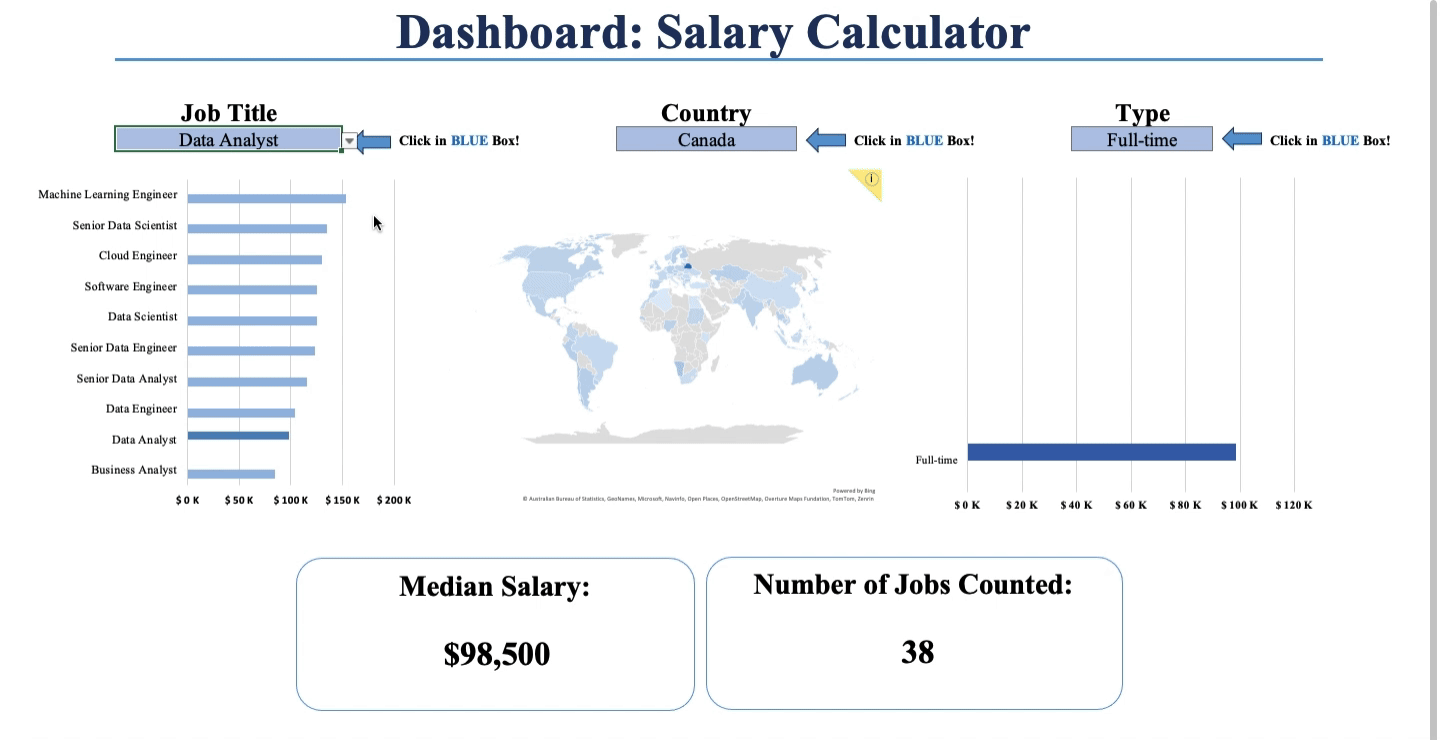 Dashboard: Salary Calculator
Job Title
Data Analyst
Click in BLUE Box!
Country
Canada
Click in BLUE Box!
Type
Full-time
Click in BLUE Box!
Machine Learning Engineer
Senior Data Scientist
Cloud Engineer
Software Engineer
Data Scientist
Senior Data Engineer
Senior Data Analyst
Data Engineer
Data Analyst
Business Analyst
$ 0 K $ 50 K $ 100 K $ 150 K $ 200 K
Powered by Bing
© Australian Bureau of Statistics, GeoNames, Microsoft, Navinfo, Open Places, OpenStreetMap, Overture Maps Fundation, TomTom, Zenrin
Full-time
$ 0 K $ 20 K $ 40 K $ 60 K $ 80 K $ 100 K $ 120 K
Median Salary:
$98,500
Number of Jobs Counted:
38